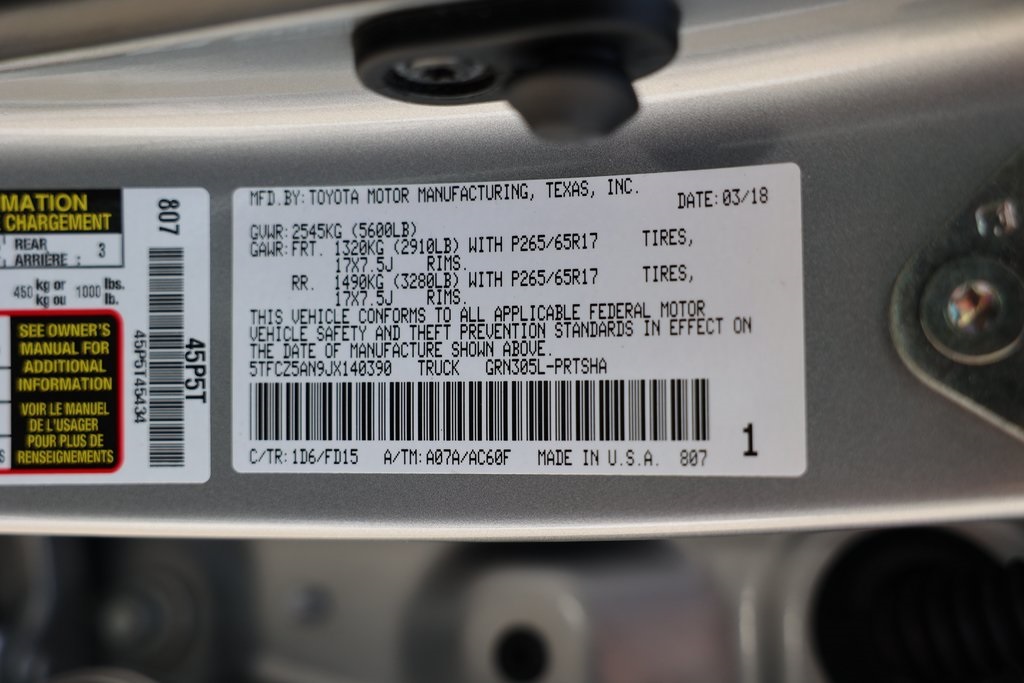 MATION
CHARGEMENT
REAR
ARRIÈRE : 3
450 kg or 1000 lbs.
kg ou lb.
SEE OWNER'S
MANUAL FOR
ADDITIONAL
INFORMATION
VOIR LE MANUEL
DE L'USAGER
POUR PLUS DE
RENSEIGNEMENTS
807
45P5T45434
45P5T
MFD.BY:TOYOTA MOTOR MANUFACTURING, TEXAS, INC. DATE:03/18
GVWR:2545KG (5600LB)
GAWR:FRT. 1320KG (2910LB) WITH P265/65R17 TIRES,
17X7.5J RIMS.
RR. 1490KG (3280LB) WITH P265/65R17 TIRES,
17X7.5J RIMS.
THIS VEHICLE CONFORMS TO ALL APPLICABLE FEDERAL MOTOR
VEHICLE SAFETY AND THEFT PREVENTION STANDARDS IN EFFECT ON
THE DATE OF MANUFACTURE SHOWN ABOVE.
5TFCZ5AN9JX140390 TRUCK GRN305L-PRTSHA
1
C/TR:1D6/FD15 A/TM:A07A/AC60F MADE IN U.S.A. 807